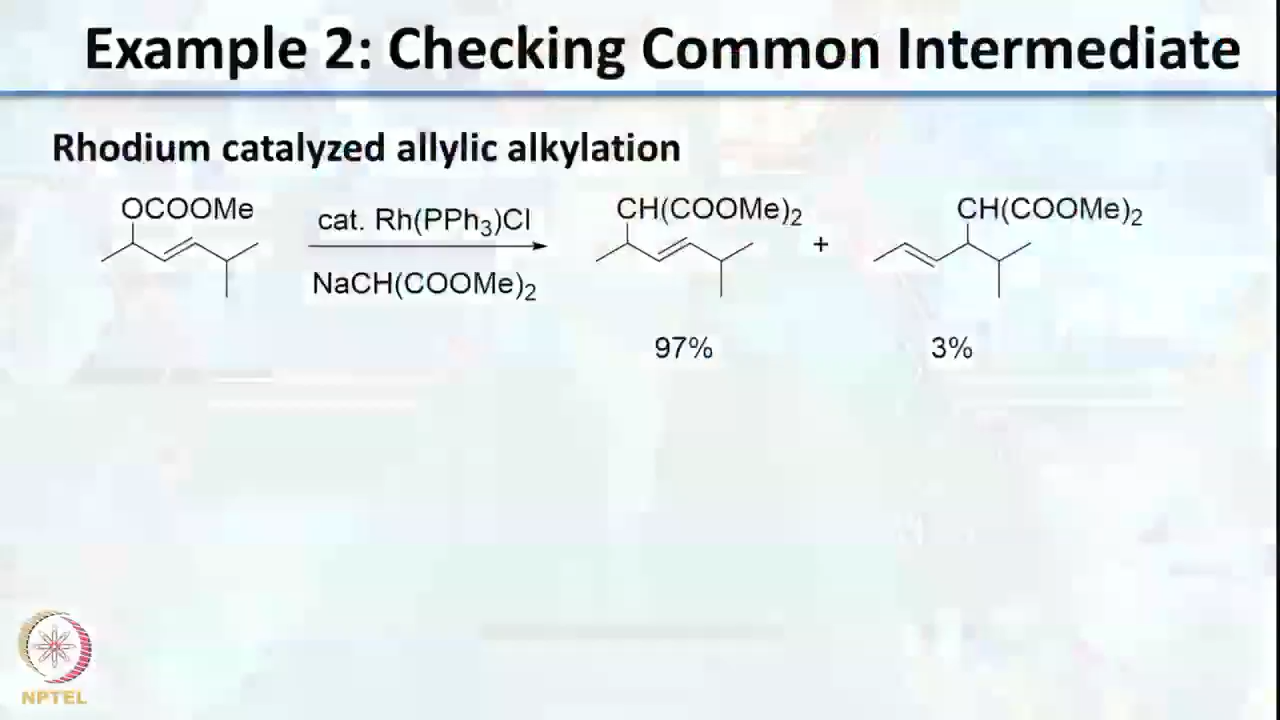 Example 2: Checking Common Intermediate
Rhodium catalyzed allylic alkylation
OCOOMe
cat. Rh(PPh₃)Cl
NaCH(COOMe)₂
CH(COOMe)₂
+
CH(COOMe)₂
97%
3%
NPTEL